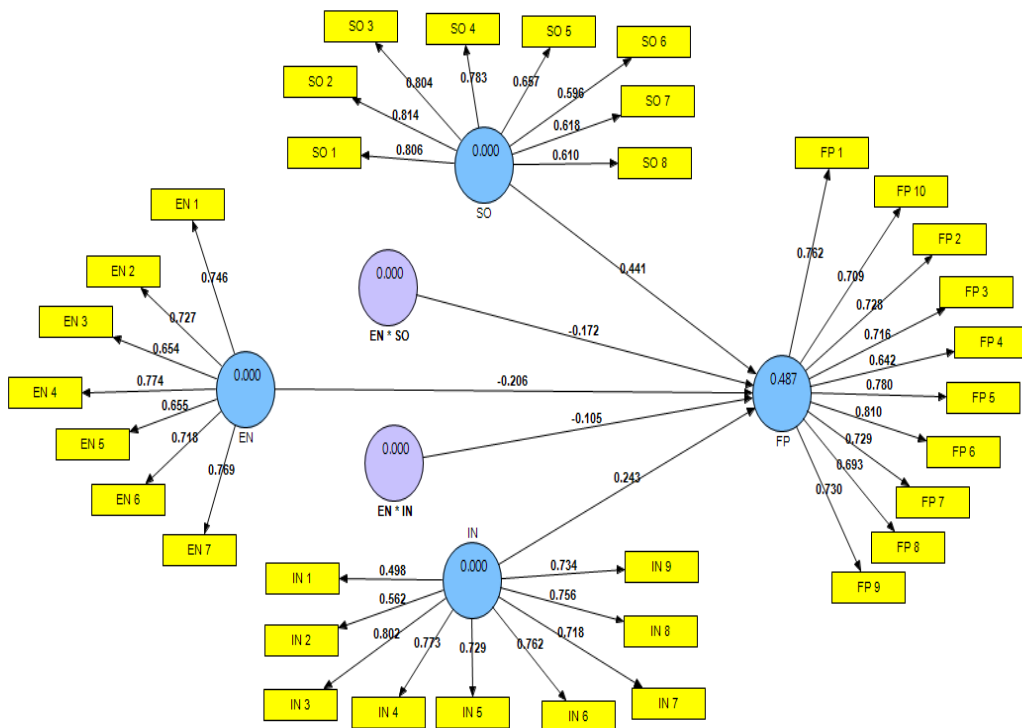 SO 3
SO 4
SO 5
SO 6
SO 2
SO 7
SO 1
SO 8
0.804
0.783
0.657
0.596
0.814
0.618
0.806
0.610
0.000
SO
FP 1
FP 10
FP 2
FP 3
FP 4
FP 5
FP 6
FP 7
FP 8
FP 9
0.762
0.709
0.728
0.716
0.642
0.780
0.810
0.729
0.693
0.730
0.487
FP
EN 1
EN 2
EN 3
EN 4
EN 5
EN 6
EN 7
0.746
0.727
0.654
0.774
0.655
0.718
0.769
0.000
EN
0.000
EN * SO
0.000
EN * IN
0.441
-0.172
-0.206
-0.105
0.243
IN
0.000
IN 1
IN 2
IN 3
IN 4
IN 5
IN 6
IN 7
IN 8
IN 9
0.498
0.562
0.802
0.773
0.729
0.762
0.718
0.756
0.734